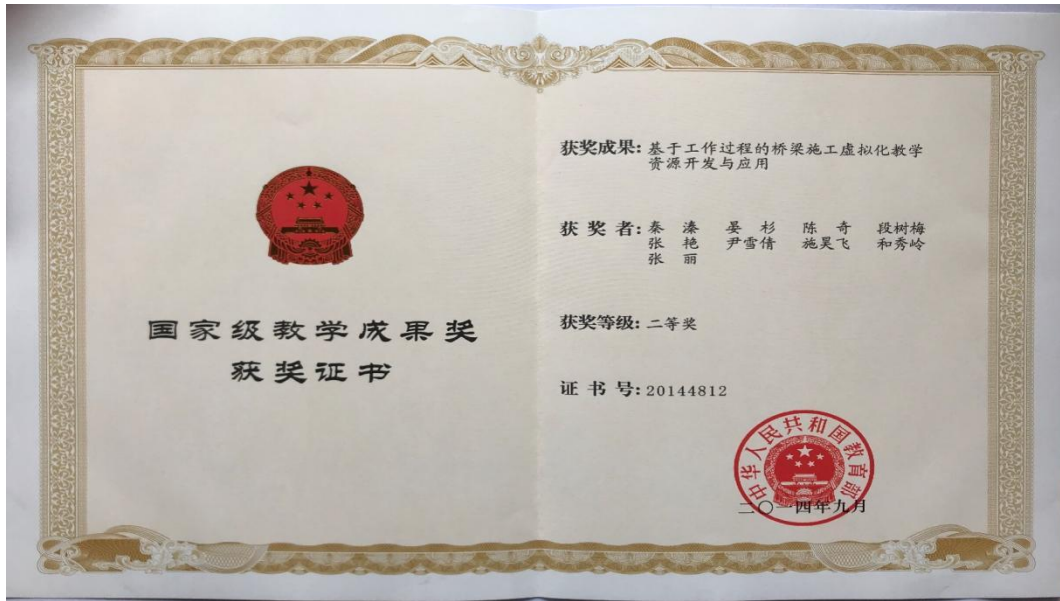 国家级教学成果奖
获奖证书
获奖成果:基于工作过程的桥梁施工虚拟化教学
资源开发与应用
获 奖 者:秦 溱 晏 杉 陈 奇 段树梅
张 艳 尹雪倩 施昊飞 和秀岭
张 丽
获奖等级:二等奖
证 书 号:20144812
中华人民共和国教育部
二〇一四年九月